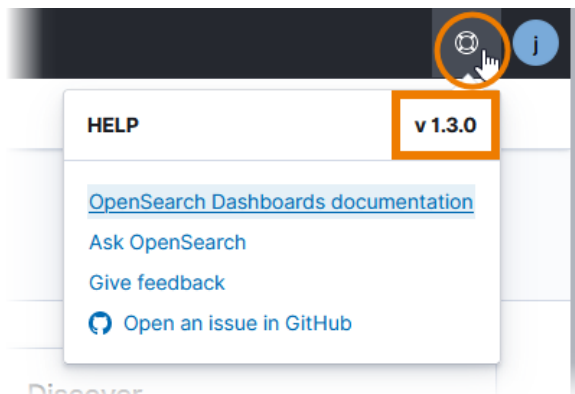 j
HELP
v 1.3.0
OpenSearch Dashboards documentation
Ask OpenSearch
Give feedback
Open an issue in GitHub
Discover